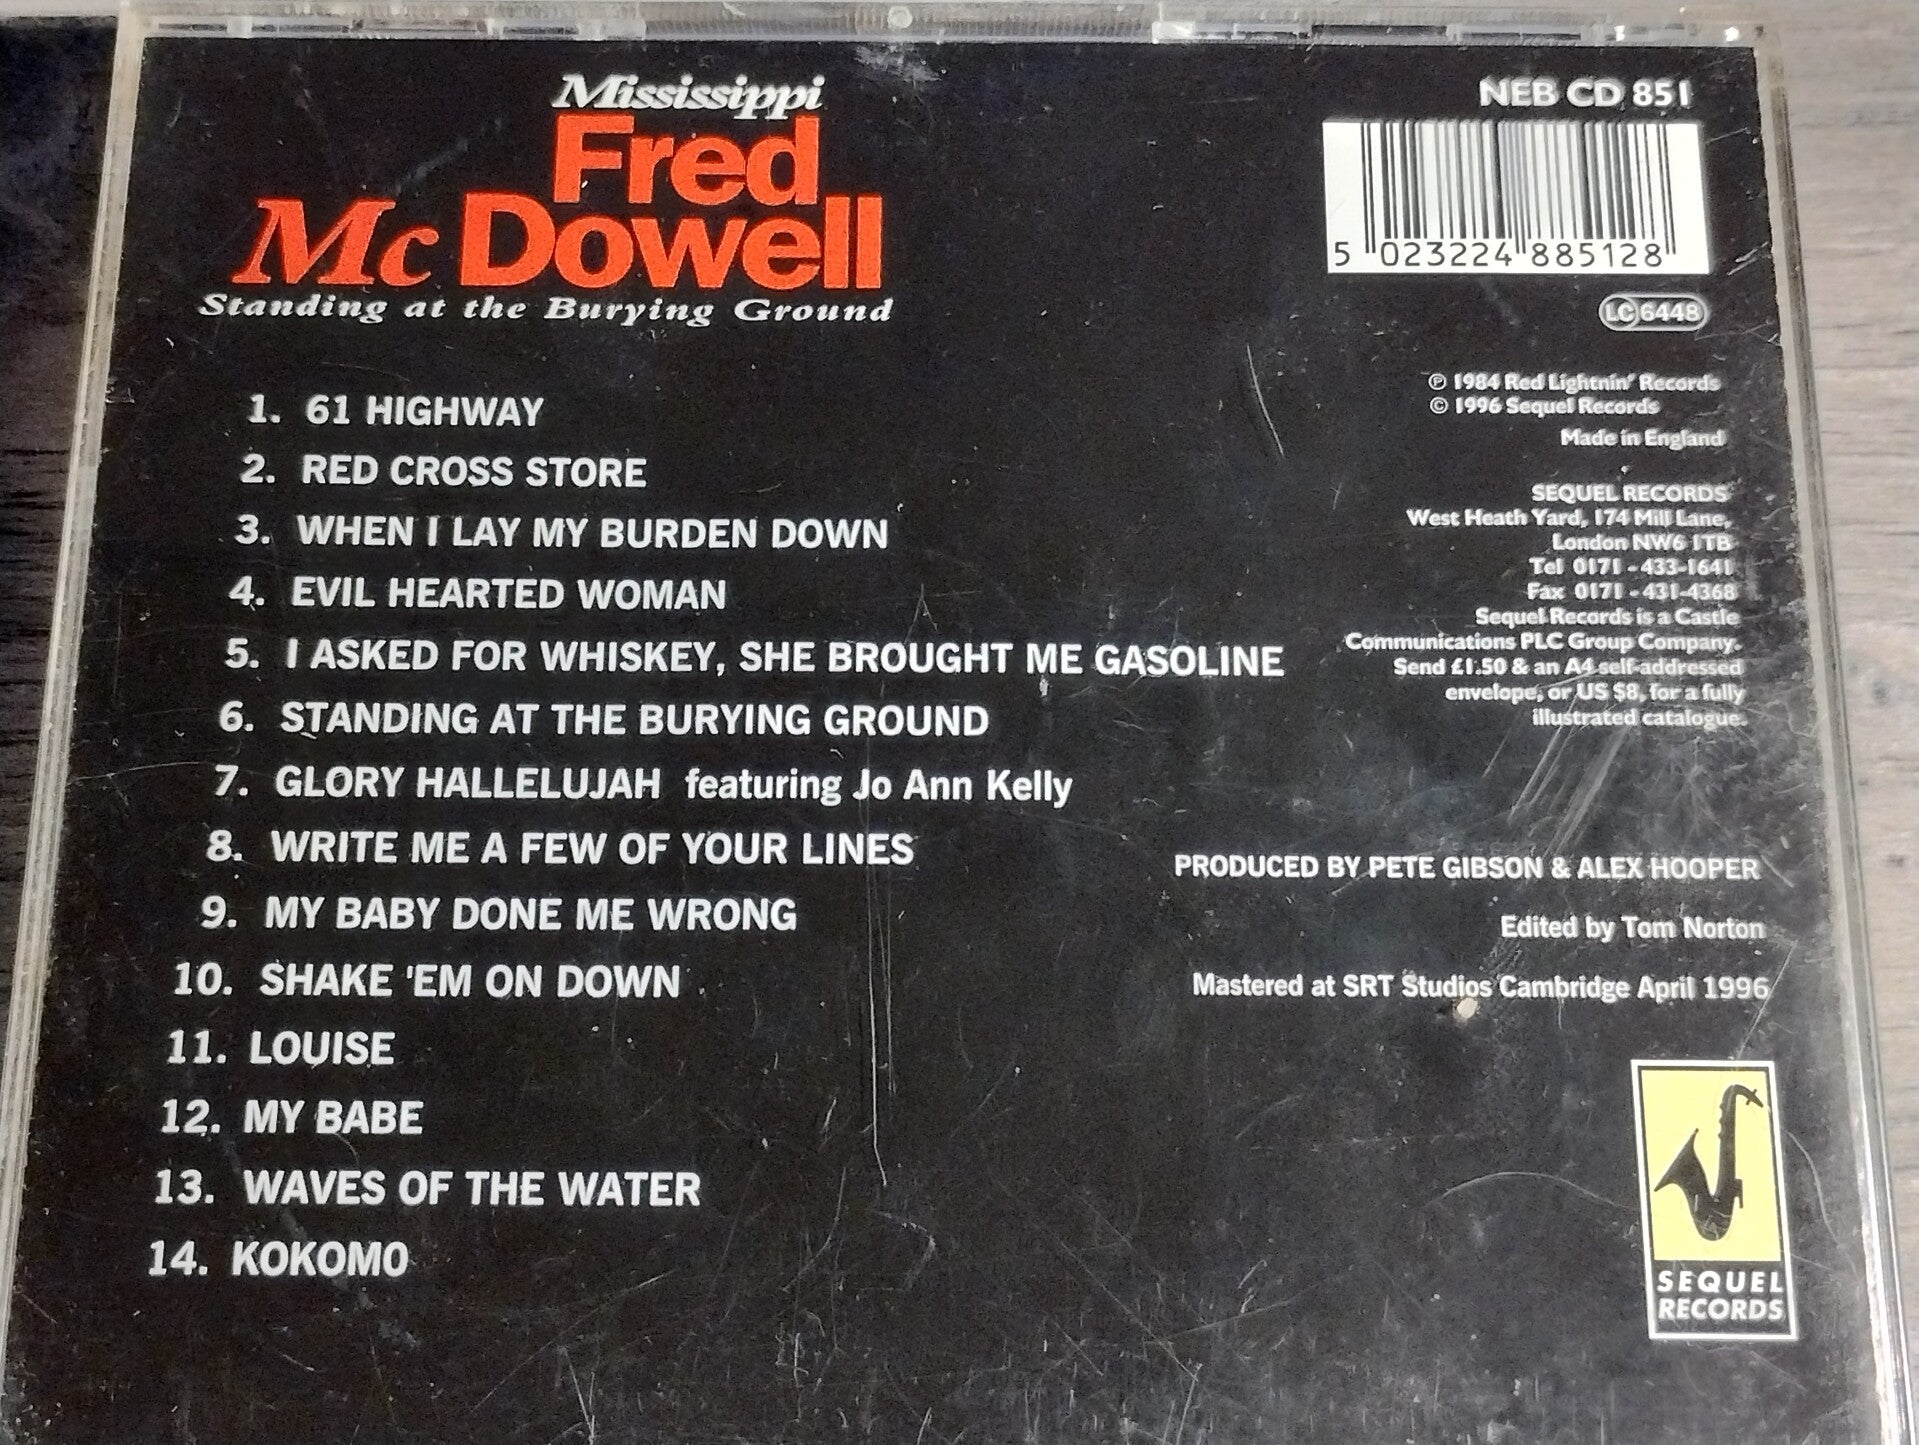 Mississippi
Fred
McDowell
Standing at the Burying Ground
1. 61 HIGHWAY
2. RED CROSS STORE
3. WHEN I LAY MY BURDEN DOWN
4. EVIL HEARTED WOMAN
5. I ASKED FOR WHISKEY, SHE BROUGHT ME GASOLINE
6. STANDING AT THE BURYING GROUND
7. GLORY HALLELUJAH featuring Jo Ann Kelly
8. WRITE ME A FEW OF YOUR LINES
9. MY BABY DONE ME WRONG
10. SHAKE 'EM ON DOWN
11. LOUISE
12. MY BABE
13. WAVES OF THE WATER
14. KOKOMO
NEB CD 851
5 023224 885128
LC 6448
℗ 1984 Red Lightnin' Records
© 1996 Sequel Records
Made in England
SEQUEL RECORDS
West Heath Yard, 174 Mill Lane,
London NW6 1TB
Tel 0171 - 433-1641
Fax 0171 - 431-4368
Sequel Records is a Castle
Communications PLC Group Company.
Send £1.50 & an A4 self-addressed
envelope, or US $8, for a fully
illustrated catalogue.
PRODUCED BY PETE GIBSON & ALEX HOOPER
Edited by Tom Norton
Mastered at SRT Studios Cambridge April 1996
SEQUEL
RECORDS